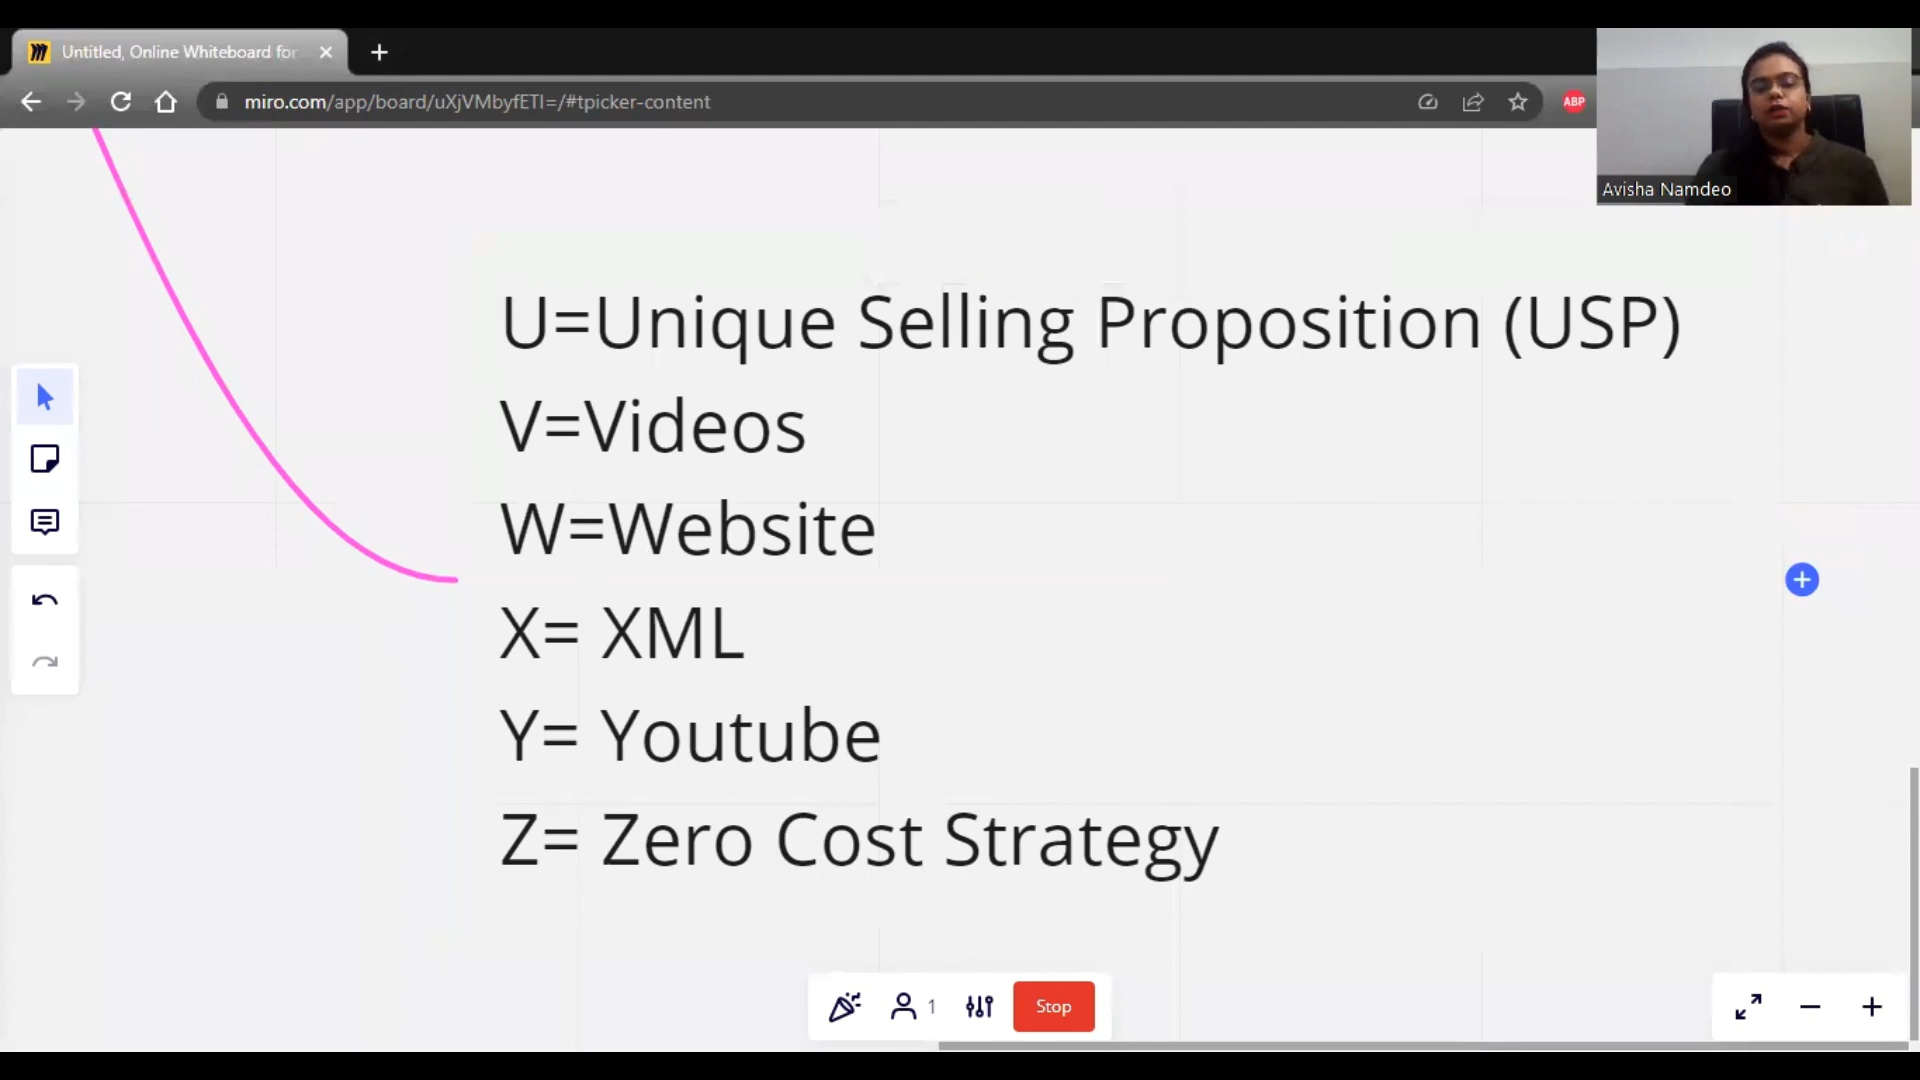 Untitled, Online Whiteboard for
miro.com/app/board/uXjVMbyfETI=/#tpicker-content
ABP
Avisha Namdeo
U=Unique Selling Proposition (USP)
V=Videos
W=Website
X= XML
Y= Youtube
Z= Zero Cost Strategy
1
Stop